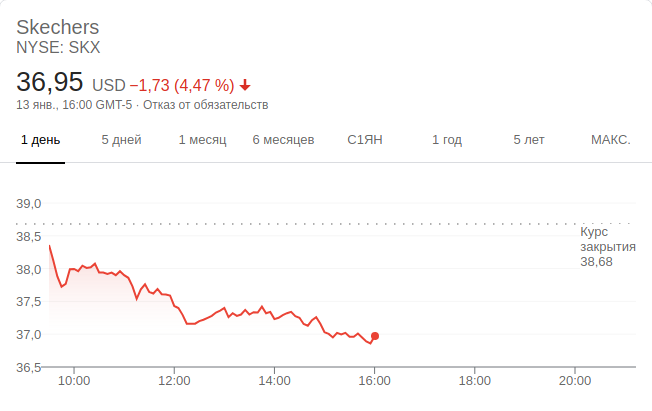 Skechers
NYSE: SKX
36,95 USD −1,73 (4,47 %)
13 янв., 16:00 GMT-5 · Отказ от обязательств
1 день 5 дней 1 месяц 6 месяцев С1ЯН 1 год 5 лет МАКС.
39,0
Курс
закрытия
38,68
38,5
38,0
37,5
37,0
36,5
10:00 12:00 14:00 16:00 18:00 20:00